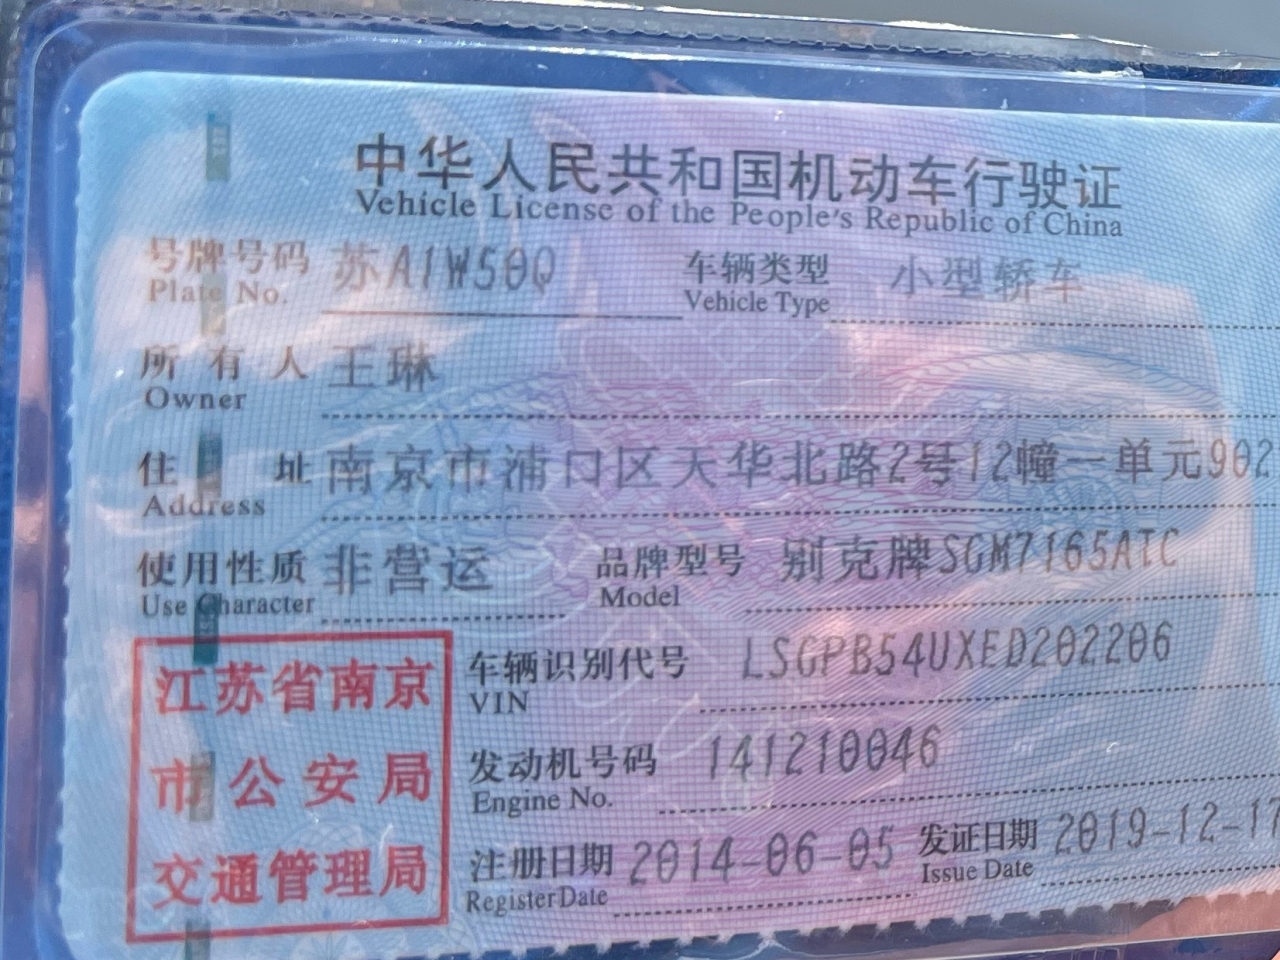 中华人民共和国机动车行驶证
Vehicle License of the People's Republic of China
号牌号码 苏A1W50Q 车辆类型 小型轿车
Plate No. Vehicle Type
所有人 王琳
Owner
住址 南京市浦口区天华北路2号12幢一单元902
Address
使用性质 非营运 品牌型号 别克牌SGM7165ATC
Use Character Model
江苏省南京
市公安局
交通管理局
车辆识别代号 LSGPB54UXED202206
VIN
发动机号码 141210046
Engine No.
注册日期 2014-06-05 发证日期 2019-12-17
Register Date Issue Date